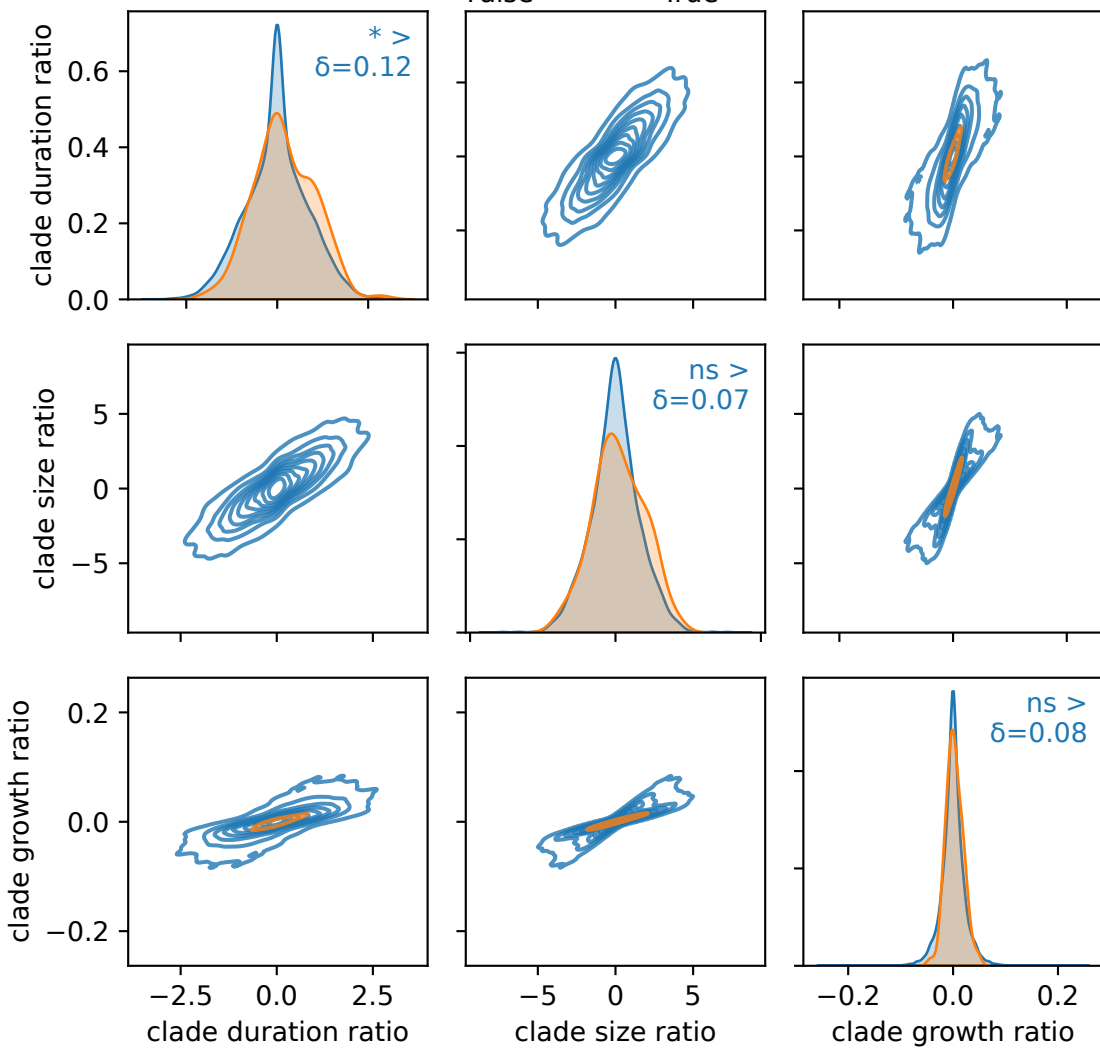 clade duration ratio
0.6
0.4
0.2
0.0
* >
δ=0.12
clade size ratio
5
0
−5
ns >
δ=0.07
clade growth ratio
0.2
0.0
−0.2
ns >
δ=0.08
−2.5 0.0 2.5
−5 0 5
−0.2 0.0 0.2
clade duration ratio
clade size ratio
clade growth ratio